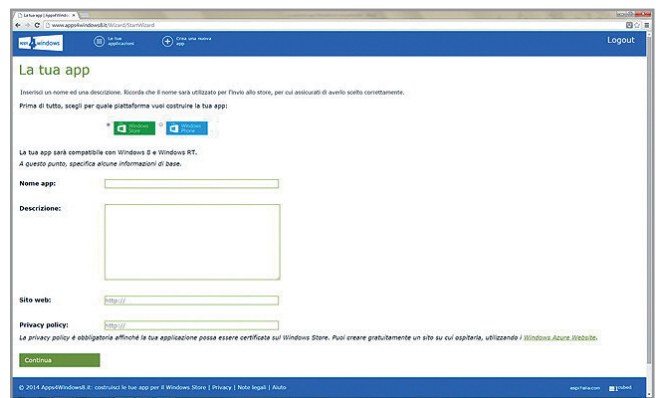 La tua app | Apps4Window
www.apps4windows8.it/Wizard/StartWizard
4windows
Le tue applicazioni
Crea una nuova app
Logout
La tua app
Inserisci un nome ed una descrizione. Ricorda che il nome sarà utilizzato per l'invio allo store, per cui assicurati di averlo scelto correttamente.
Prima di tutto, scegli per quale piattaforma vuoi costruire la tua app:
Windows Store
Windows Phone
La tua app sarà compatibile con Windows 8 e Windows RT.
A questo punto, specifica alcune informazioni di base.
Nome app:
Descrizione:
Sito web:
http://
Privacy policy:
http://
La privacy policy è obbligatoria affinché la tua applicazione possa essere certificata sul Windows Store. Puoi creare gratuitamente un sito su cui ospitarla, utilizzando i Windows Azure Website.
Continua
© 2014 Apps4Windows8.it: costruisci le tue app per il Windows Store | Privacy | Note legali | Aiuto
aspitalia.com
icubed